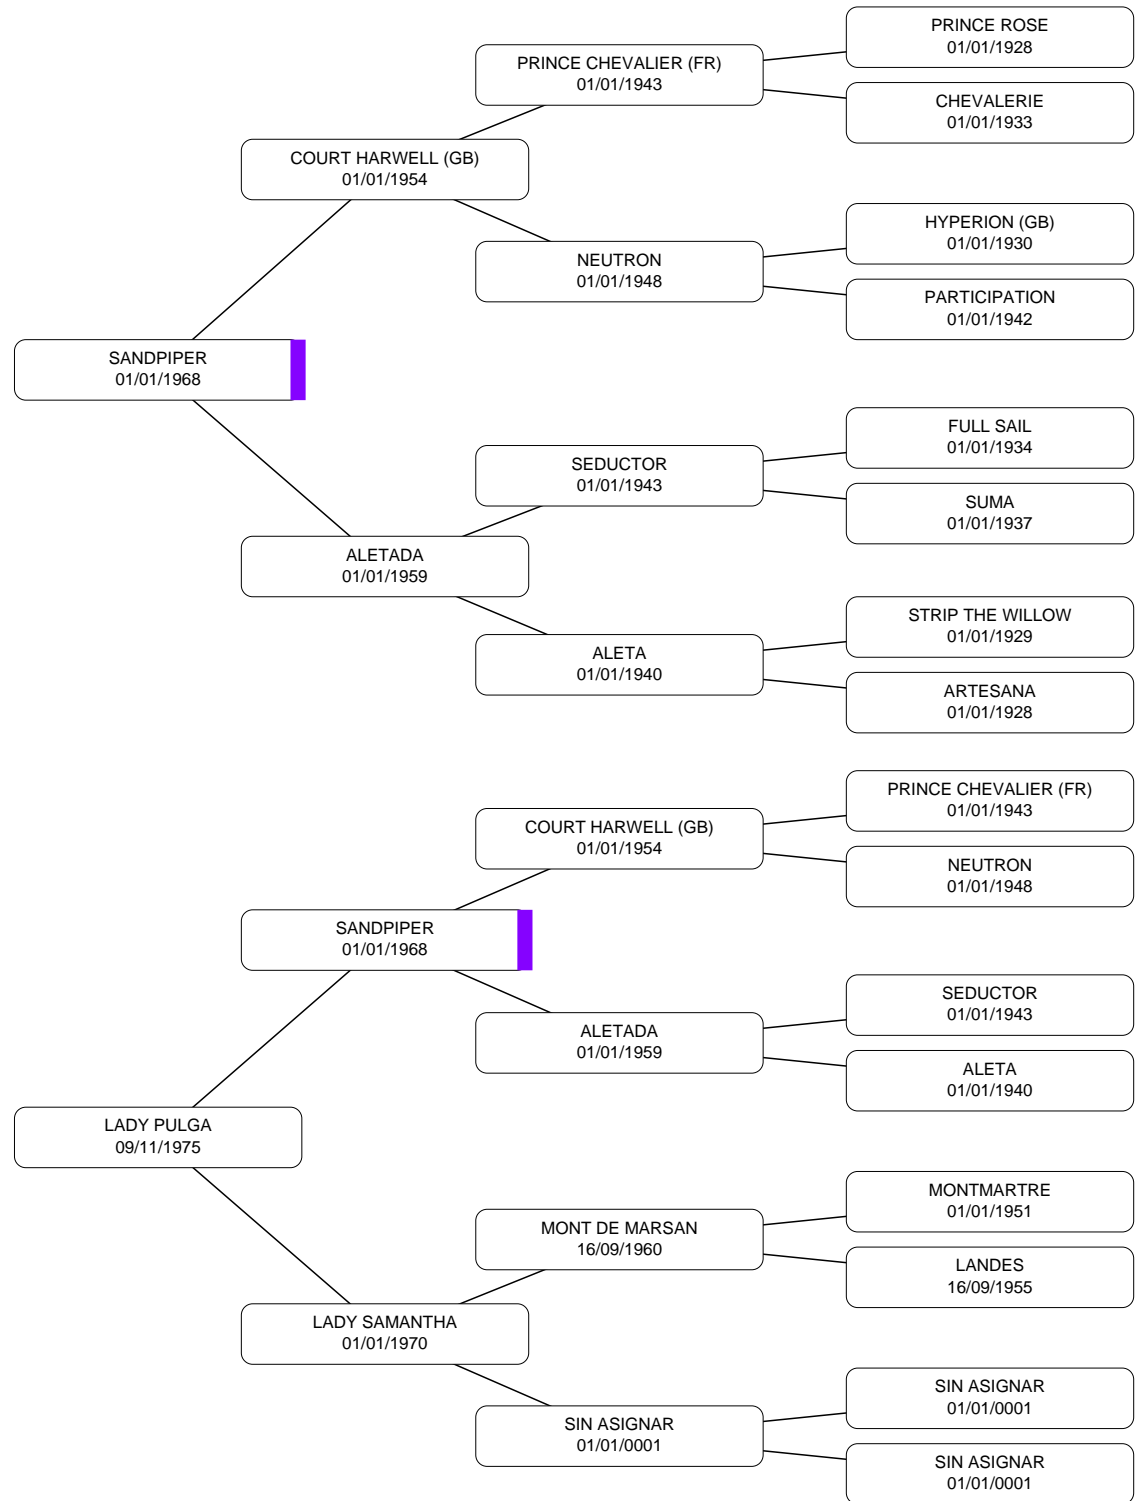 PRINCE ROSE
01/01/1928
PRINCE CHEVALIER (FR)
01/01/1943
CHEVALERIE
01/01/1933
COURT HARWELL (GB)
01/01/1954
HYPERION (GB)
01/01/1930
NEUTRON
01/01/1948
PARTICIPATION
01/01/1942
SANDPIPER
01/01/1968
FULL SAIL
01/01/1934
SEDUCTOR
01/01/1943
SUMA
01/01/1937
ALETADA
01/01/1959
STRIP THE WILLOW
01/01/1929
ALETA
01/01/1940
ARTESANA
01/01/1928
PRINCE CHEVALIER (FR)
01/01/1943
COURT HARWELL (GB)
01/01/1954
NEUTRON
01/01/1948
SANDPIPER
01/01/1968
SEDUCTOR
01/01/1943
ALETADA
01/01/1959
ALETA
01/01/1940
LADY PULGA
09/11/1975
MONTMARTRE
01/01/1951
MONT DE MARSAN
16/09/1960
LANDES
16/09/1955
LADY SAMANTHA
01/01/1970
SIN ASIGNAR
01/01/0001
SIN ASIGNAR
01/01/0001
SIN ASIGNAR
01/01/0001